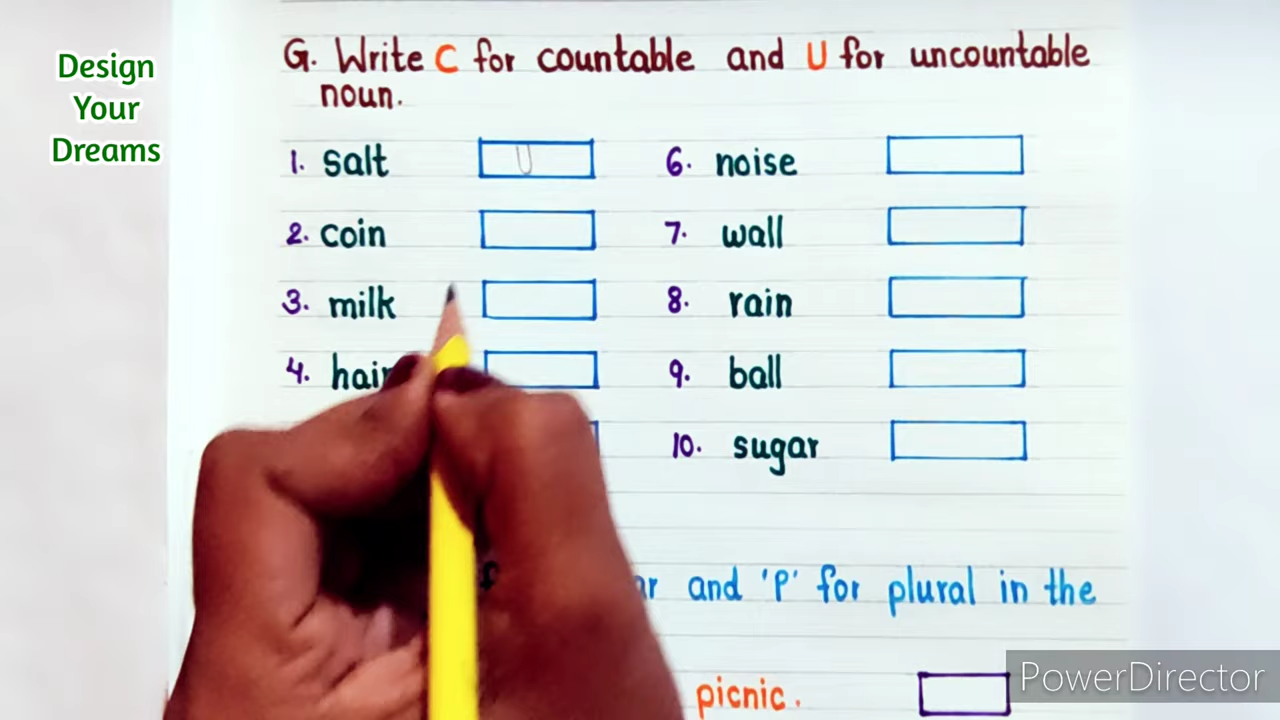 Design
Your
Dreams
G. Write C for countable and U for uncountable
noun.
1. salt U
2. coin
3. milk
4. hair
6. noise
7. wall
8. rain
9. ball
10. sugar
and 'P' for plural in the
picnic.
PowerDirector